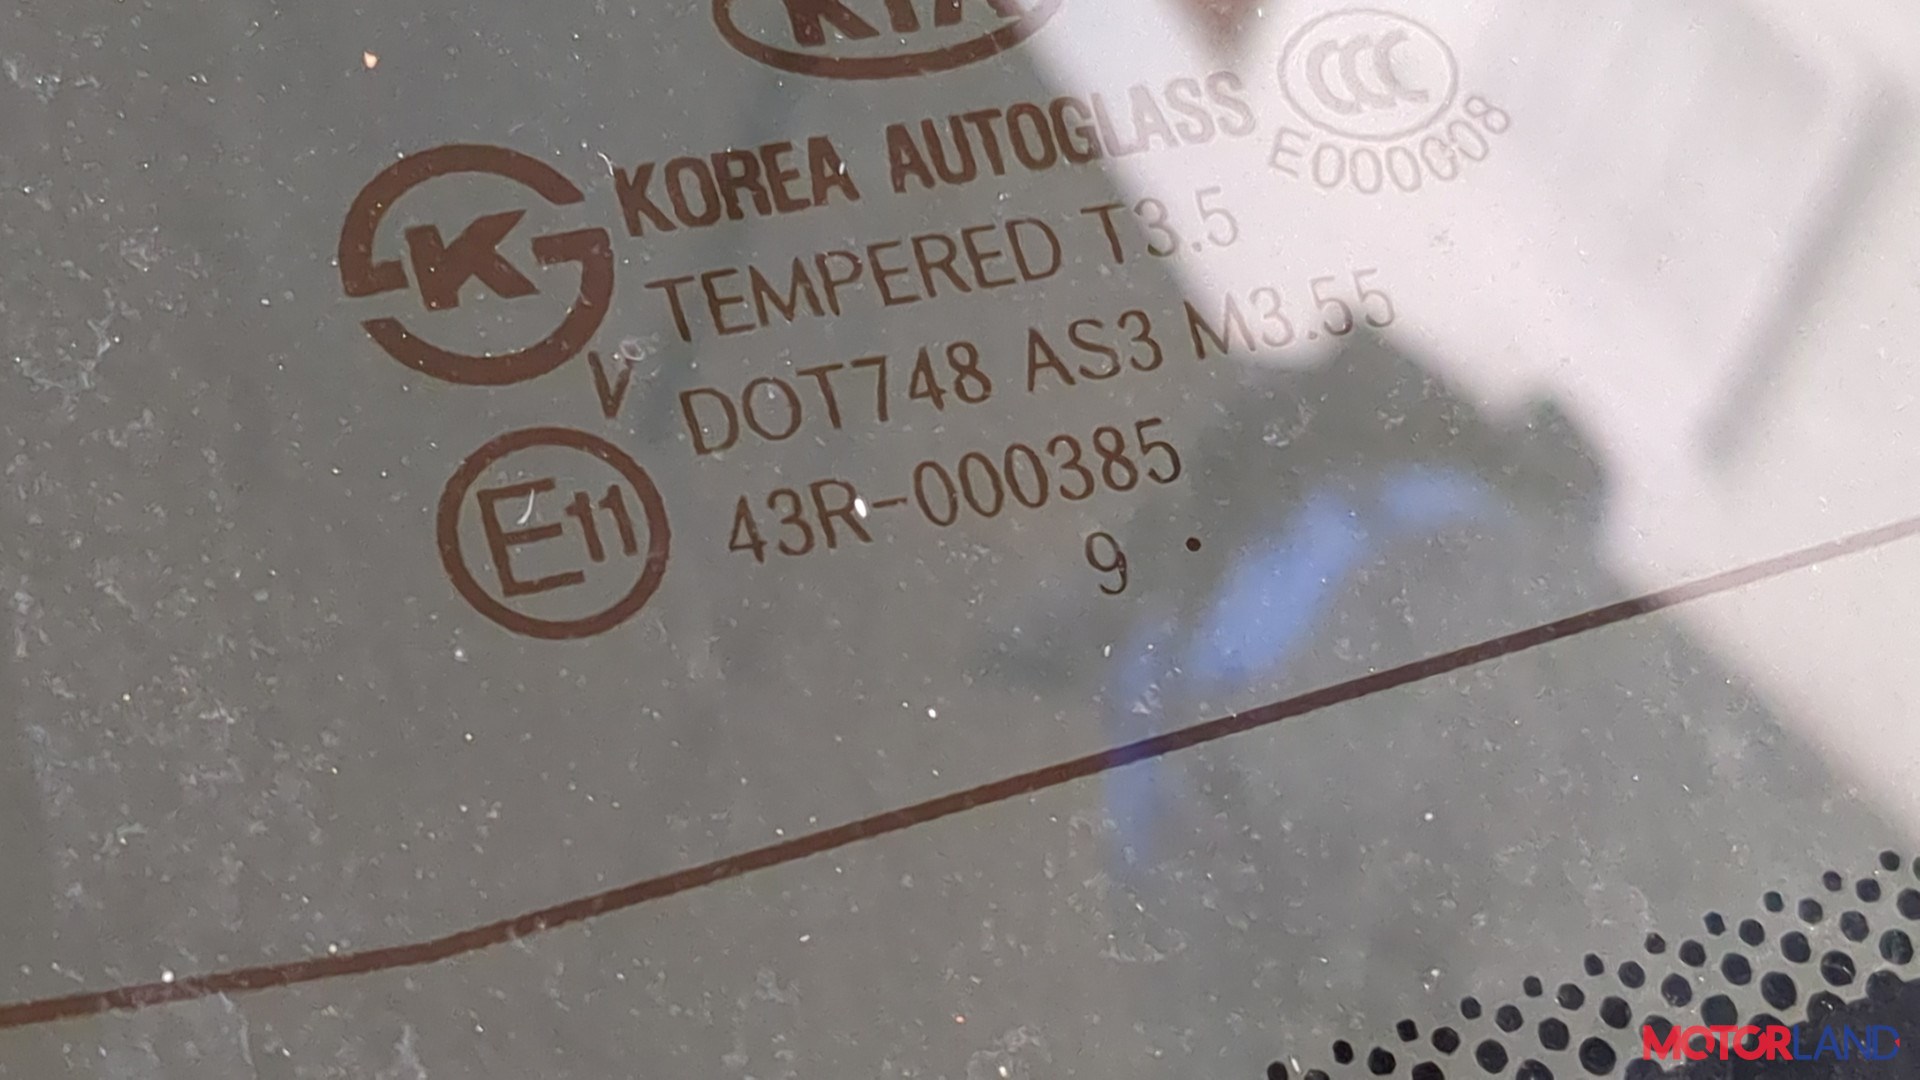 KIA
CCC
E000008
K
KOREA AUTOGLASS
TEMPERED T3.5
V DOT748 AS3 M3.55
E11 43R-000385
9 .
MOTORLAND